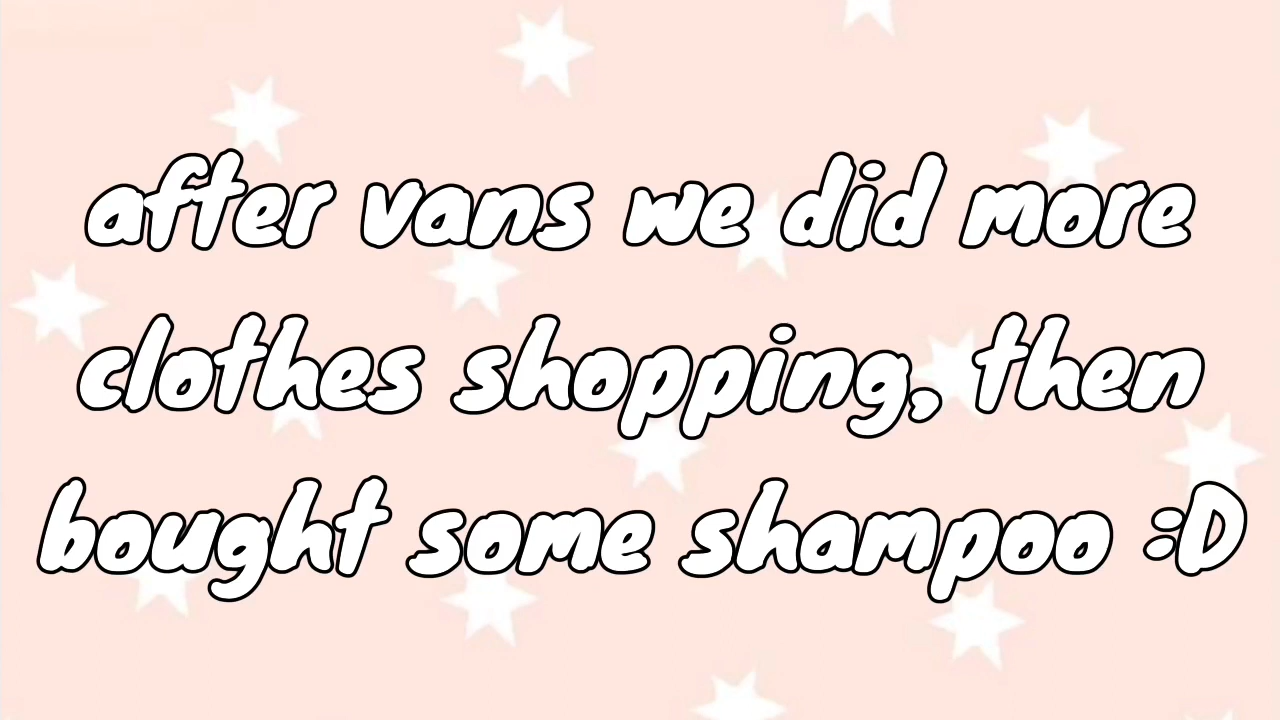 after vans we did more
clothes shopping, then
bought some shampoo :D